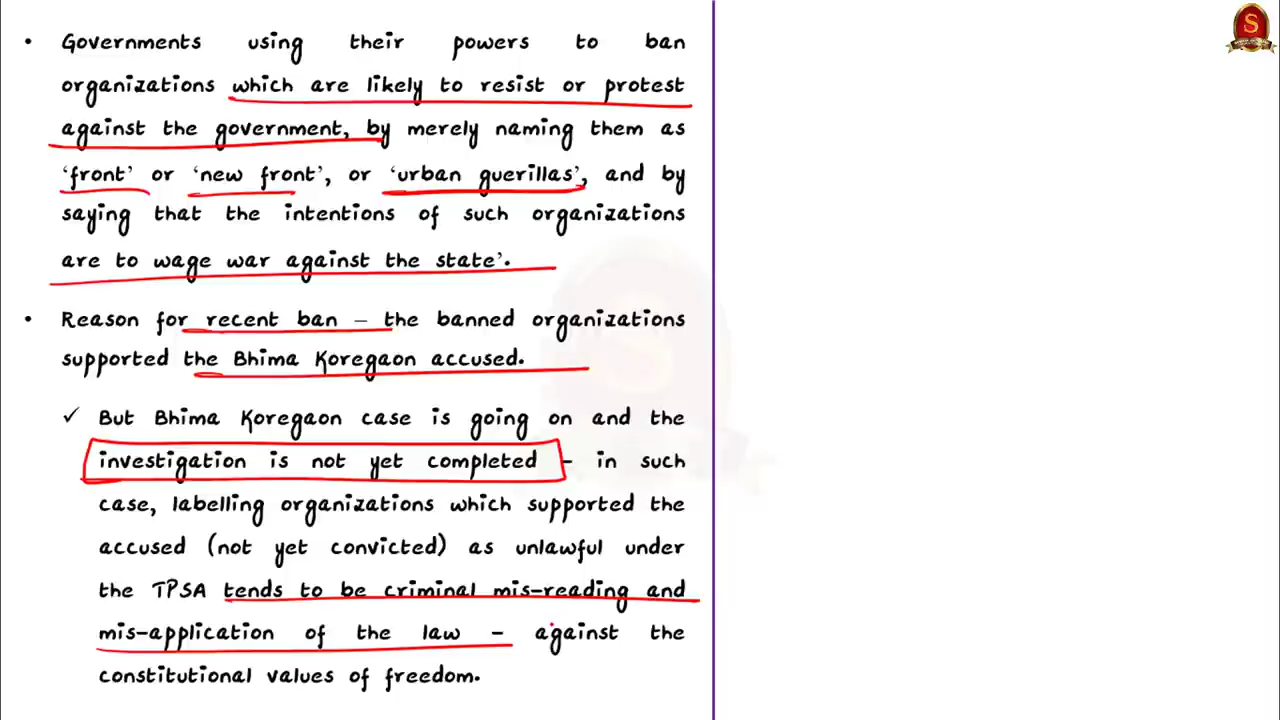 • Governments using their powers to ban
organizations which are likely to resist or protest
against the government, by merely naming them as
‘front’ or ‘new front’, or ‘urban guerillas’, and by
saying that the intentions of such organizations
are to wage war against the state’.
• Reason for recent ban – the banned organizations
supported the Bhima Koregaon accused.
✓ But Bhima Koregaon case is going on and the
investigation is not yet completed – in such
case, labelling organizations which supported the
accused (not yet convicted) as unlawful under
the TPSA tends to be criminal mis-reading and
mis-application of the law – against the
constitutional values of freedom.
S